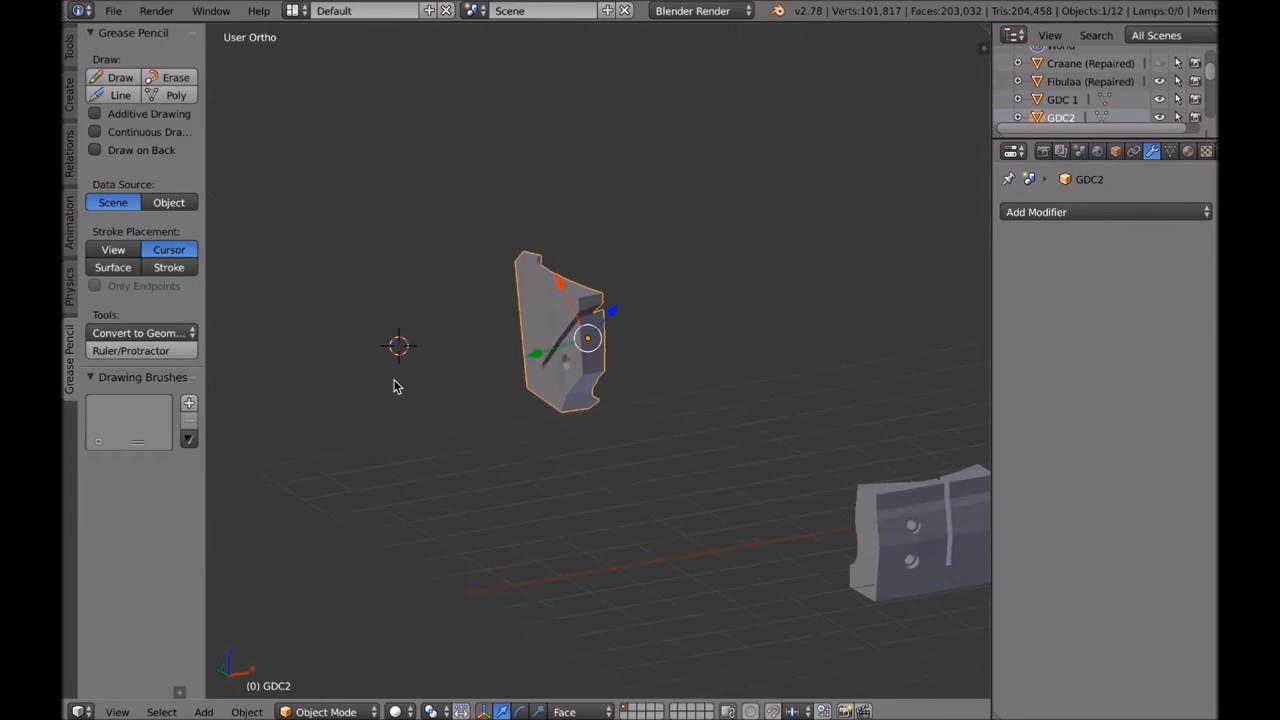 File Render Window Help Default Scene Blender Render v2.78 | Verts:101,817 | Faces:203,032 | Tris:204,458 | Objects:1/12 | Lamps:0/0 | Mem
Tools
Create
Relations
Animation
Physics
Grease Pencil
Grease Pencil
Draw:
Draw Erase
Line Poly
Additive Drawing
Continuous Dra...
Draw on Back
Data Source:
Scene Object
Stroke Placement:
View Cursor
Surface Stroke
Only Endpoints
Tools:
Convert to Geom...
Ruler/Protractor
Drawing Brushes
User Ortho
(0) GDC2
View Select Add Object Object Mode Face
View Search All Scenes
World
Craane (Repaired)
Fibulaa (Repaired)
GDC 1
GDC2
GDC2
Add Modifier